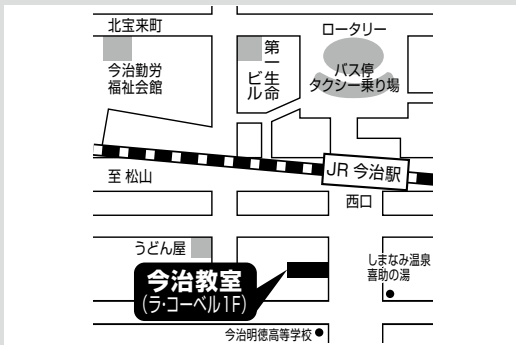 北宝来町
ロータリー
第一生命
ビル
今治勤労
福祉会館
バス停
タクシー乗り場
JR 今治駅
至 松山
西口
うどん屋
しまなみ温泉
喜助の湯
今治教室
(ラ・コーベル1F)
今治明徳高等学校